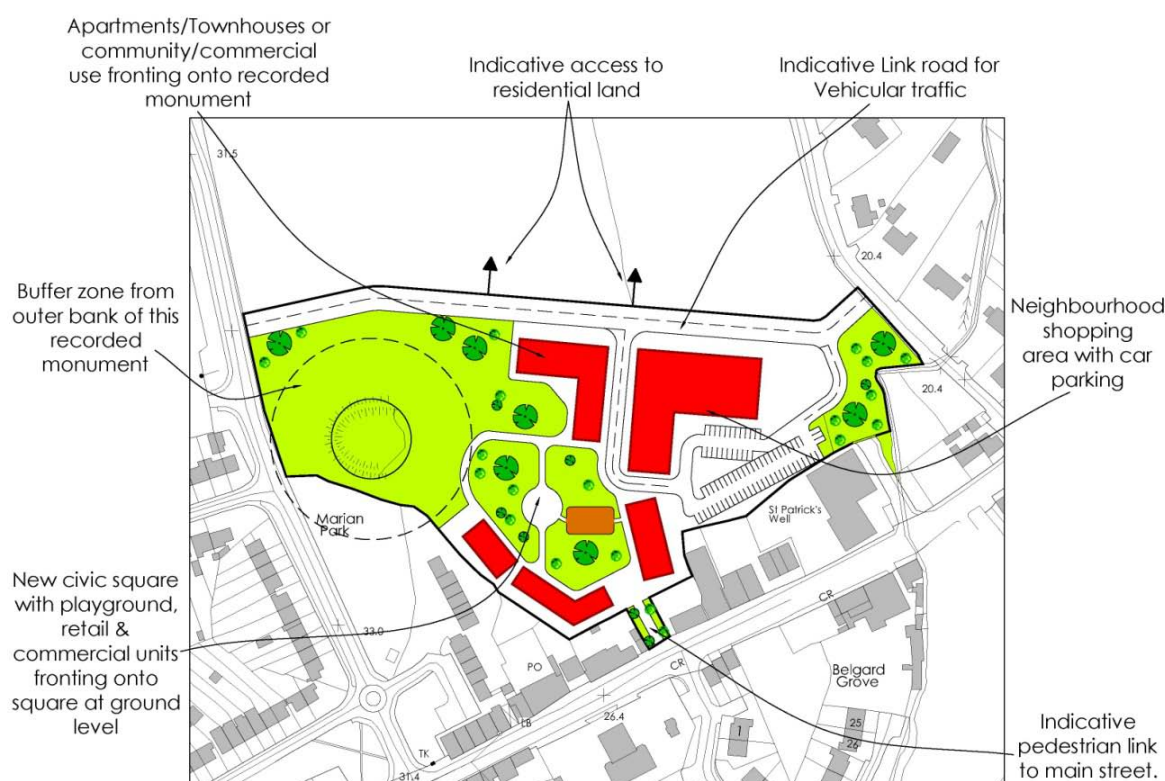 Apartments/Townhouses or
community/commercial
use fronting onto recorded
monument
Indicative access to
residential land
Indicative Link road for
Vehicular traffic
31.5
20.4
Buffer zone from
outer bank of this
recorded
monument
Neighbourhood
shopping
area with car
parking
20.4
St Patrick's
Well
Marian
Park
New civic square
with playground,
retail &
commercial units
fronting onto
square at ground
level
33.0
CR
PO
CR
Belgard
Grove
LB
26.4
25
26
1
TK
31.4
Indicative
pedestrian link
to main street.